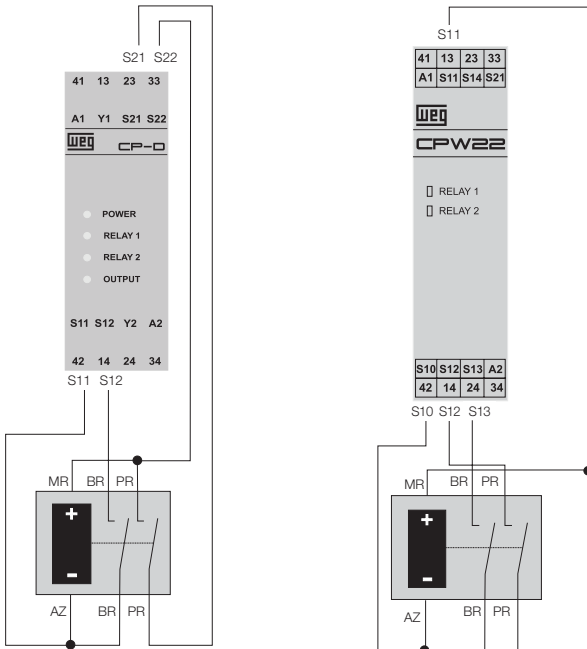 S21 S22
41 13 23 33
A1 Y1 S21 S22
WEG CP-D
POWER
RELAY 1
RELAY 2
OUTPUT
S11 S12 Y2 A2
42 14 24 34
S11 S12
MR BR PR
+
-
AZ BR PR
S11
41 13 23 33
A1 S11 S14 S21
WEG
CPW22
RELAY 1
RELAY 2
S10 S12 S13 A2
42 14 24 34
S10 S12 S13
MR BR PR
+
-
AZ BR PR